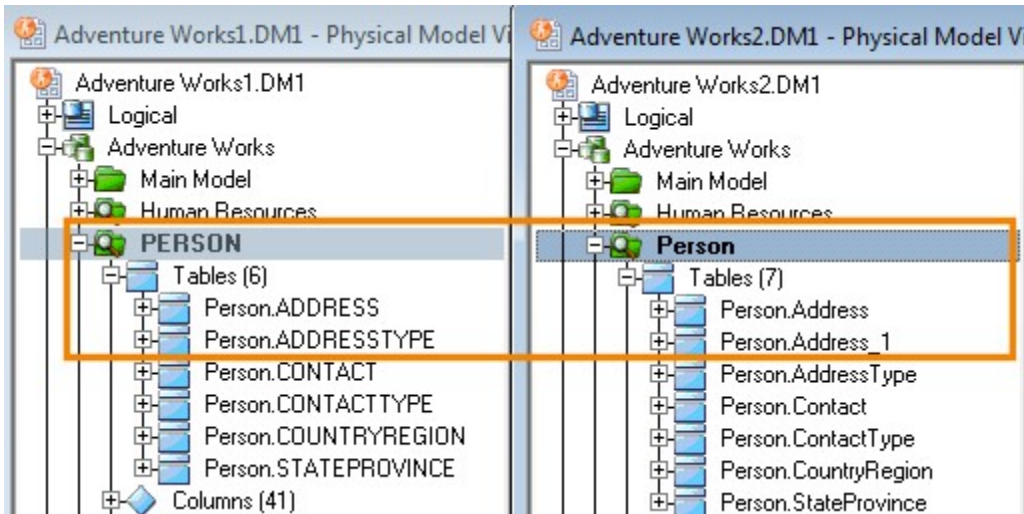 Adventure Works1.DM1 - Physical Model Vi
Adventure Works1.DM1
Logical
Adventure Works
Main Model
Human Resources
PERSON
Tables (6)
Person.ADDRESS
Person.ADDRESSTYPE
Person.CONTACT
Person.CONTACTTYPE
Person.COUNTRYREGION
Person.STATEPROVINCE
Columns (41)
Adventure Works2.DM1 - Physical Model Vi
Adventure Works2.DM1
Logical
Adventure Works
Main Model
Human Resources
Person
Tables (7)
Person.Address
Person.Address_1
Person.AddressType
Person.Contact
Person.ContactType
Person.CountryRegion
Person.StateProvince